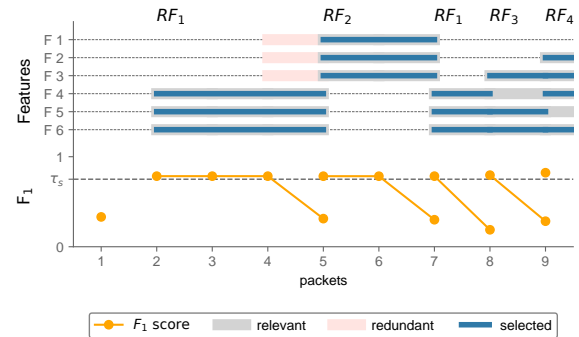 RF1 RF2 RF1 RF3 RF4
Features
F 1
F 2
F 3
F 4
F 5
F 6
F1
1
τs
0
1 2 3 4 5 6 7 8 9
packets
F1 score relevant redundant selected